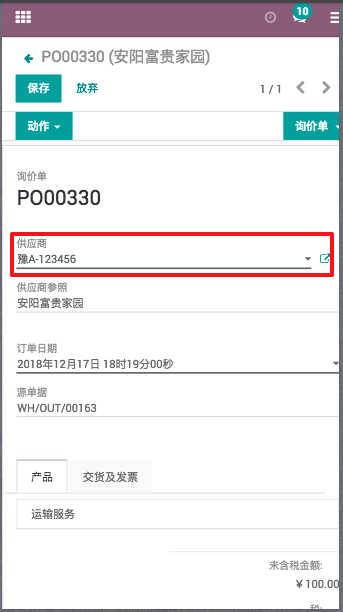 10
PO00330 (安阳富贵家园)
保存 放弃 1 / 1
动作 询价单
询价单
PO00330
供应商
豫A-123456
供应商参照
安阳富贵家园
订单日期
2018年12月17日 18时19分00秒
源单据
WH/OUT/00163
产品 交货及发票
运输服务
未含税金额:
¥ 100.00
税: